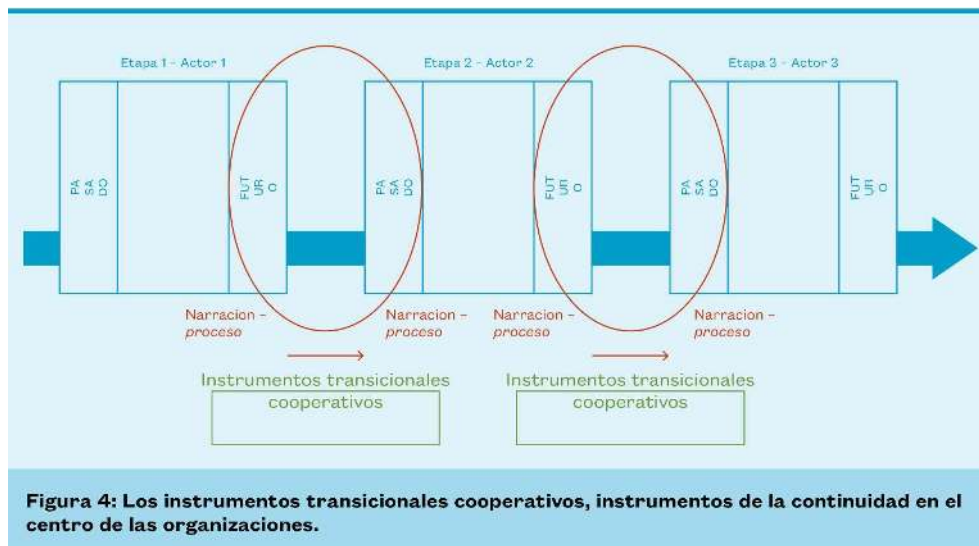 Etapa 1 - Actor 1
Etapa 2 - Actor 2
Etapa 3 - Actor 3
PA
SA
DO
FUT
UR
O
PA
SA
DO
FUT
UR
O
PA
SA
DO
FUT
UR
O
Narracion –
proceso
Narracion –
proceso
Narracion –
proceso
Narracion –
proceso
Instrumentos transicionales
cooperativos
Instrumentos transicionales
cooperativos
Figura 4: Los instrumentos transicionales cooperativos, instrumentos de la continuidad en el
centro de las organizaciones.